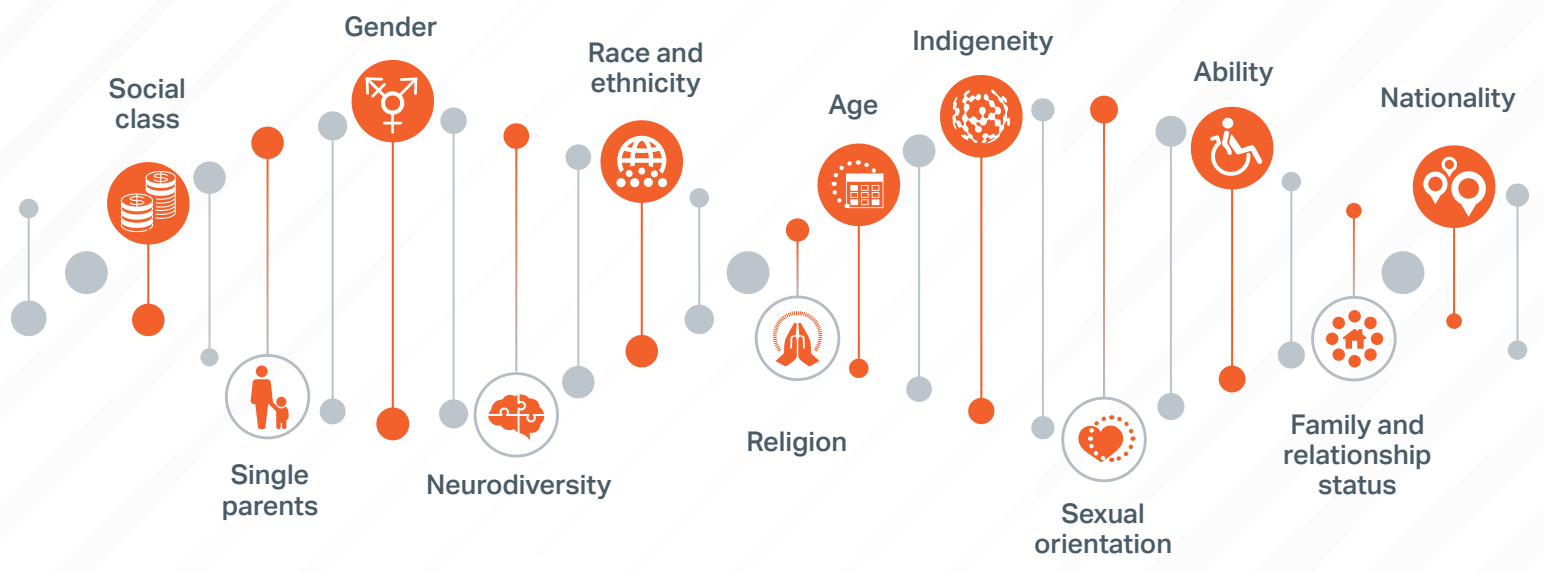 Social
class
Single
parents
Gender
Neurodiversity
Race and
ethnicity
Religion
Age
Indigeneity
Sexual
orientation
Ability
Family and
relationship
status
Nationality